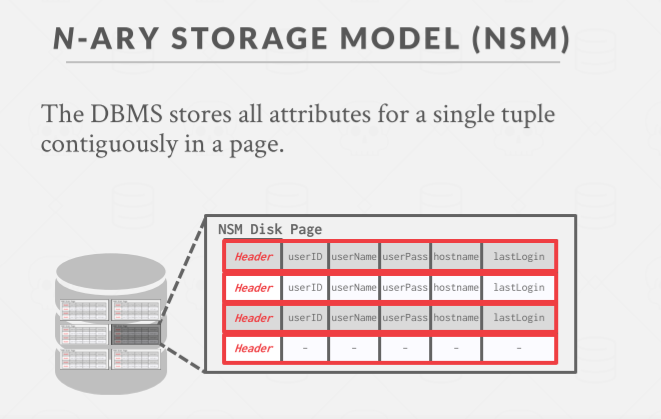 N-ARY STORAGE MODEL (NSM)
The DBMS stores all attributes for a single tuple
contiguously in a page.
NSM Disk Page
Header userID userName userPass hostname lastLogin
Header userID userName userPass hostname lastLogin
Header userID userName userPass hostname lastLogin
Header - - - - -